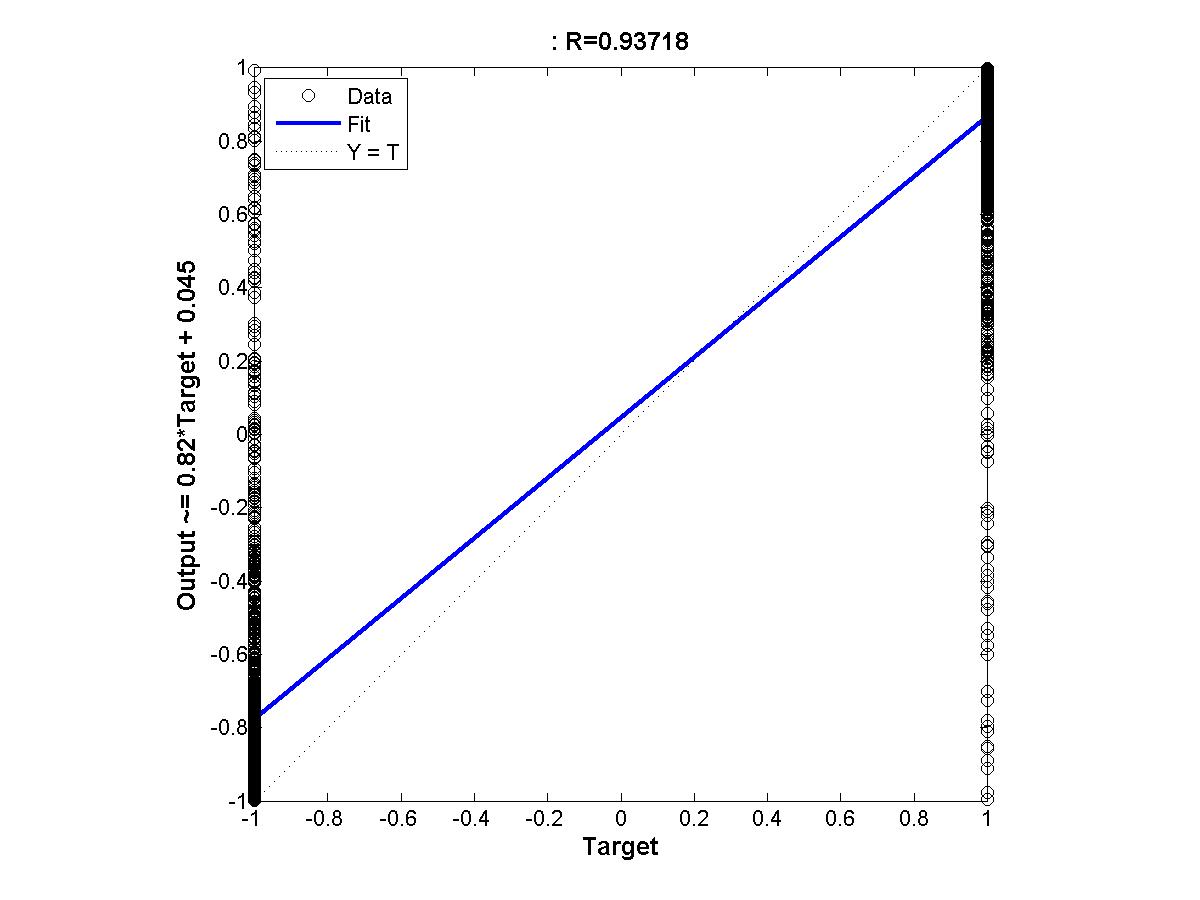 : R=0.93718
Data
Fit
Y = T
1
0.8
0.6
0.4
0.2
0
-0.2
-0.4
-0.6
-0.8
-1
Output ~= 0.82*Target + 0.045
-1 -0.8 -0.6 -0.4 -0.2 0 0.2 0.4 0.6 0.8 1
Target